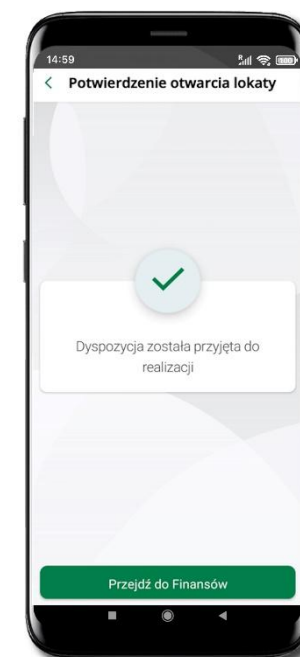 14:59
Potwierdzenie otwarcia lokaty
Dyspozycja została przyjęta do
realizacji
Przejdź do Finansów